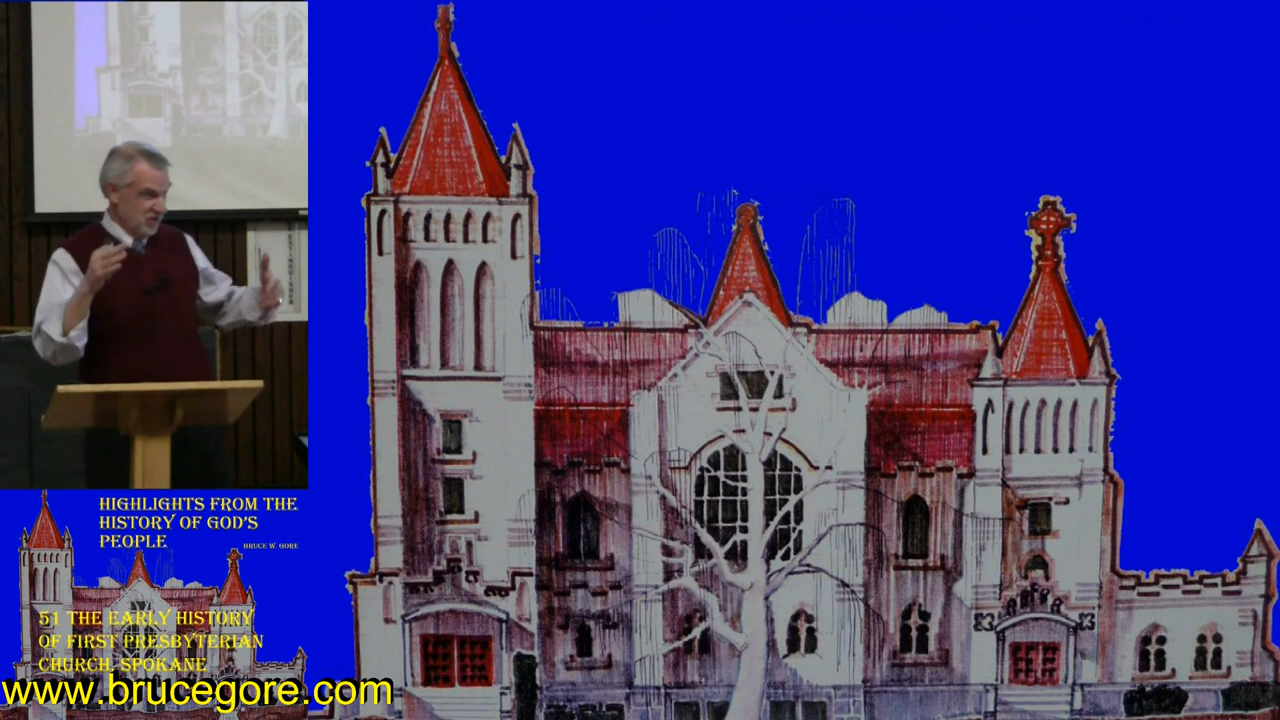 EXTINGUISHER
HIGHLIGHTS FROM THE
HISTORY OF GOD'S
PEOPLE
BRUCE W. GORE
51 THE EARLY HISTORY
OF FIRST PRESBYTERIAN
CHURCH, SPOKANE
www.brucegore.com